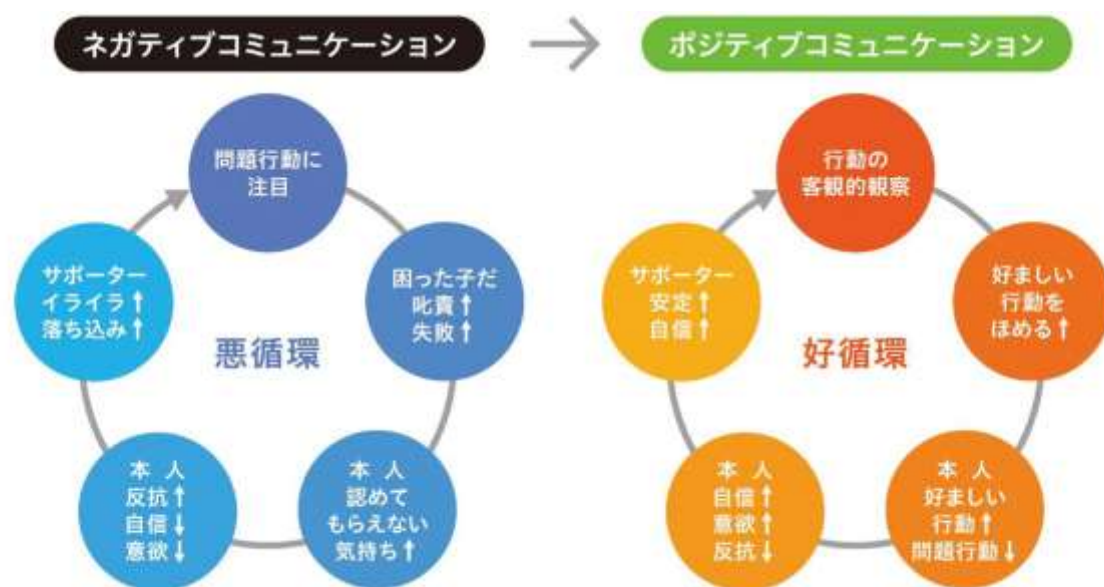 ネガティブコミュニケーション
問題行動に
注目
困った子だ
叱責↑
失敗↑
本 人
認めて
もらえない
気持ち↑
本 人
反抗↑
自信↓
意欲↓
サポーター
イライラ↑
落ち込み↑
悪循環
ポジティブコミュニケーション
行動の
客観的観察
好ましい
行動を
ほめる↑
本 人
好ましい
行動↑
問題行動↓
本 人
自信↑
意欲↑
反抗↓
サポーター
安定↑
自信↑
好循環